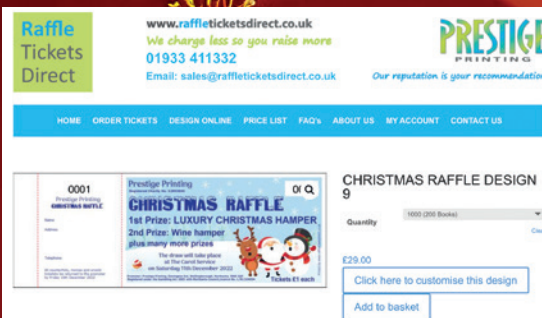 Raffle
Tickets
Direct
www.raffleticketsdirect.co.uk
We charge less so you raise more
01933 411332
Email: sales@raffleticketsdirect.co.uk
PRESTIGE
PRINTING
Our reputation is your recommendation
HOME ORDER TICKETS DESIGN ONLINE PRICE LIST FAQ's ABOUT US MY ACCOUNT CONTACT US
0001
Prestige Printing
CHRISTMAS RAFFLE
Name
Address
Telephone
Prestige Printing
CHRISTMAS RAFFLE
1st Prize: LUXURY CHRISTMAS HAMPER
2nd Prize: Wine hamper
plus many more prizes
The draw will take place
at The Carol Service
on Saturday 15th December 2022
Tickets £1 each
CHRISTMAS RAFFLE DESIGN
9
Quantity
1000 (200 Books)
£29.00
Click here to customise this design
Add to basket